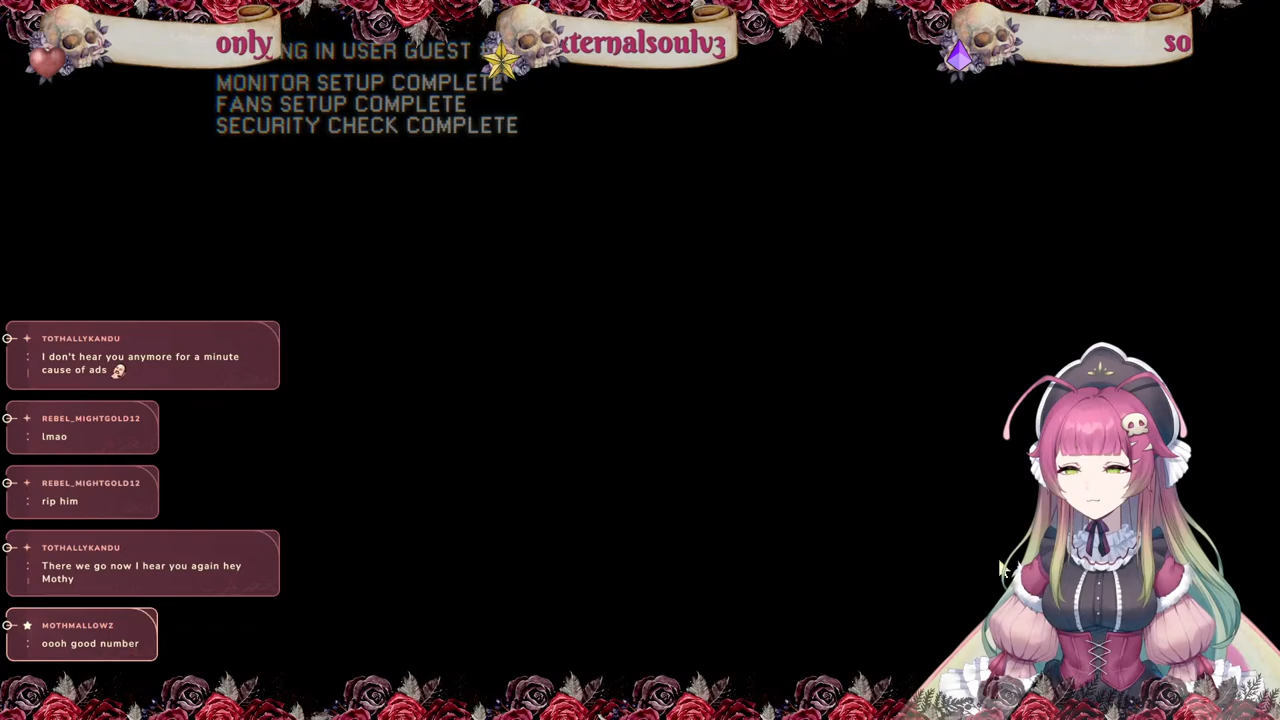 only
xternalsoulv3
so
NG IN USER GUEST
MONITOR SETUP COMPLETE
FANS SETUP COMPLETE
SECURITY CHECK COMPLETE
TOTHALLYKANDU
I don't hear you anymore for a minute
cause of ads
REBEL_MIGHTGOLD12
lmao
REBEL_MIGHTGOLD12
rip him
TOTHALLYKANDU
There we go now I hear you again hey
Mothy
MOTHMALLOWZ
oooh good number